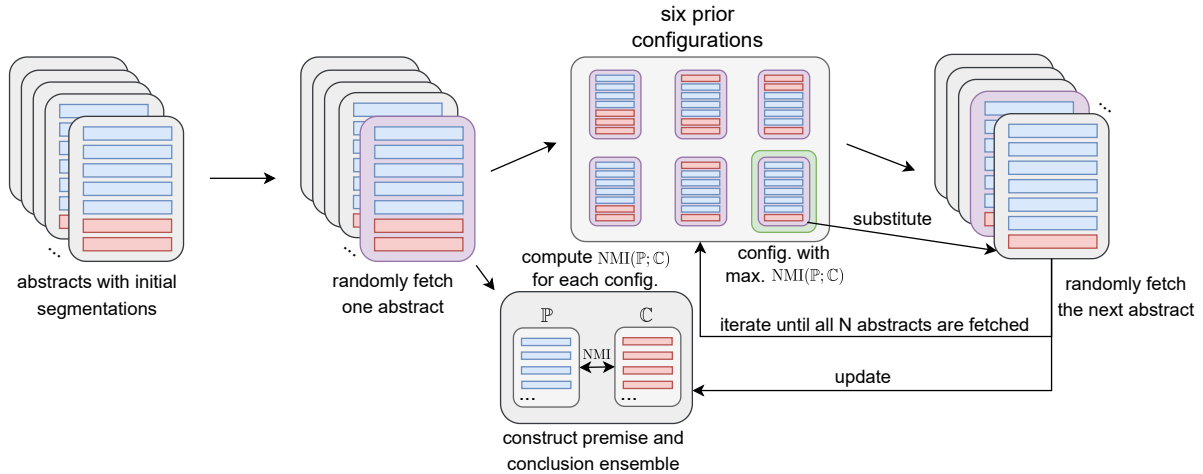 six prior
configurations
abstracts with initial
segmentations
...
randomly fetch
one abstract
...
compute NMI(ℙ; ℂ)
for each config.
config. with
max. NMI(ℙ; ℂ)
substitute
...
randomly fetch
the next abstract
iterate until all N abstracts are fetched
update
ℙ
ℂ
NMI
...
...
construct premise and
conclusion ensemble